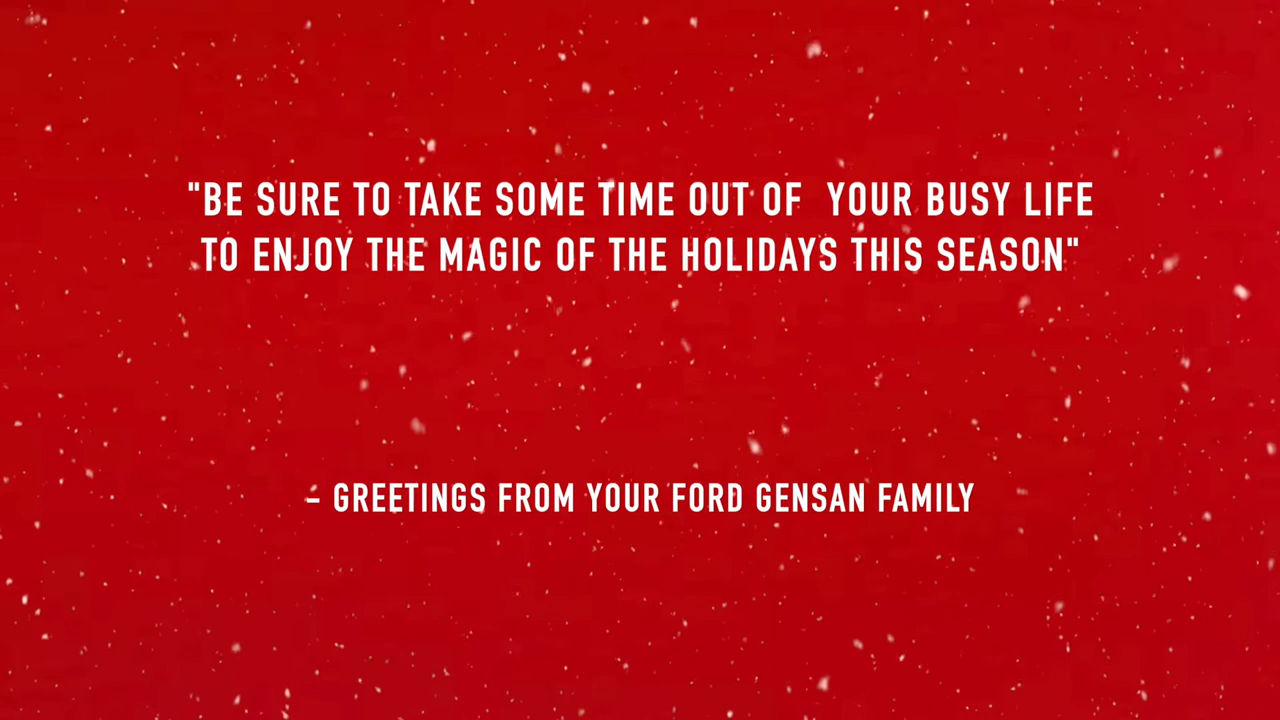 "BE SURE TO TAKE SOME TIME OUT OF  YOUR BUSY LIFE
TO ENJOY THE MAGIC OF THE HOLIDAYS THIS SEASON"
– GREETINGS FROM YOUR FORD GENSAN FAMILY